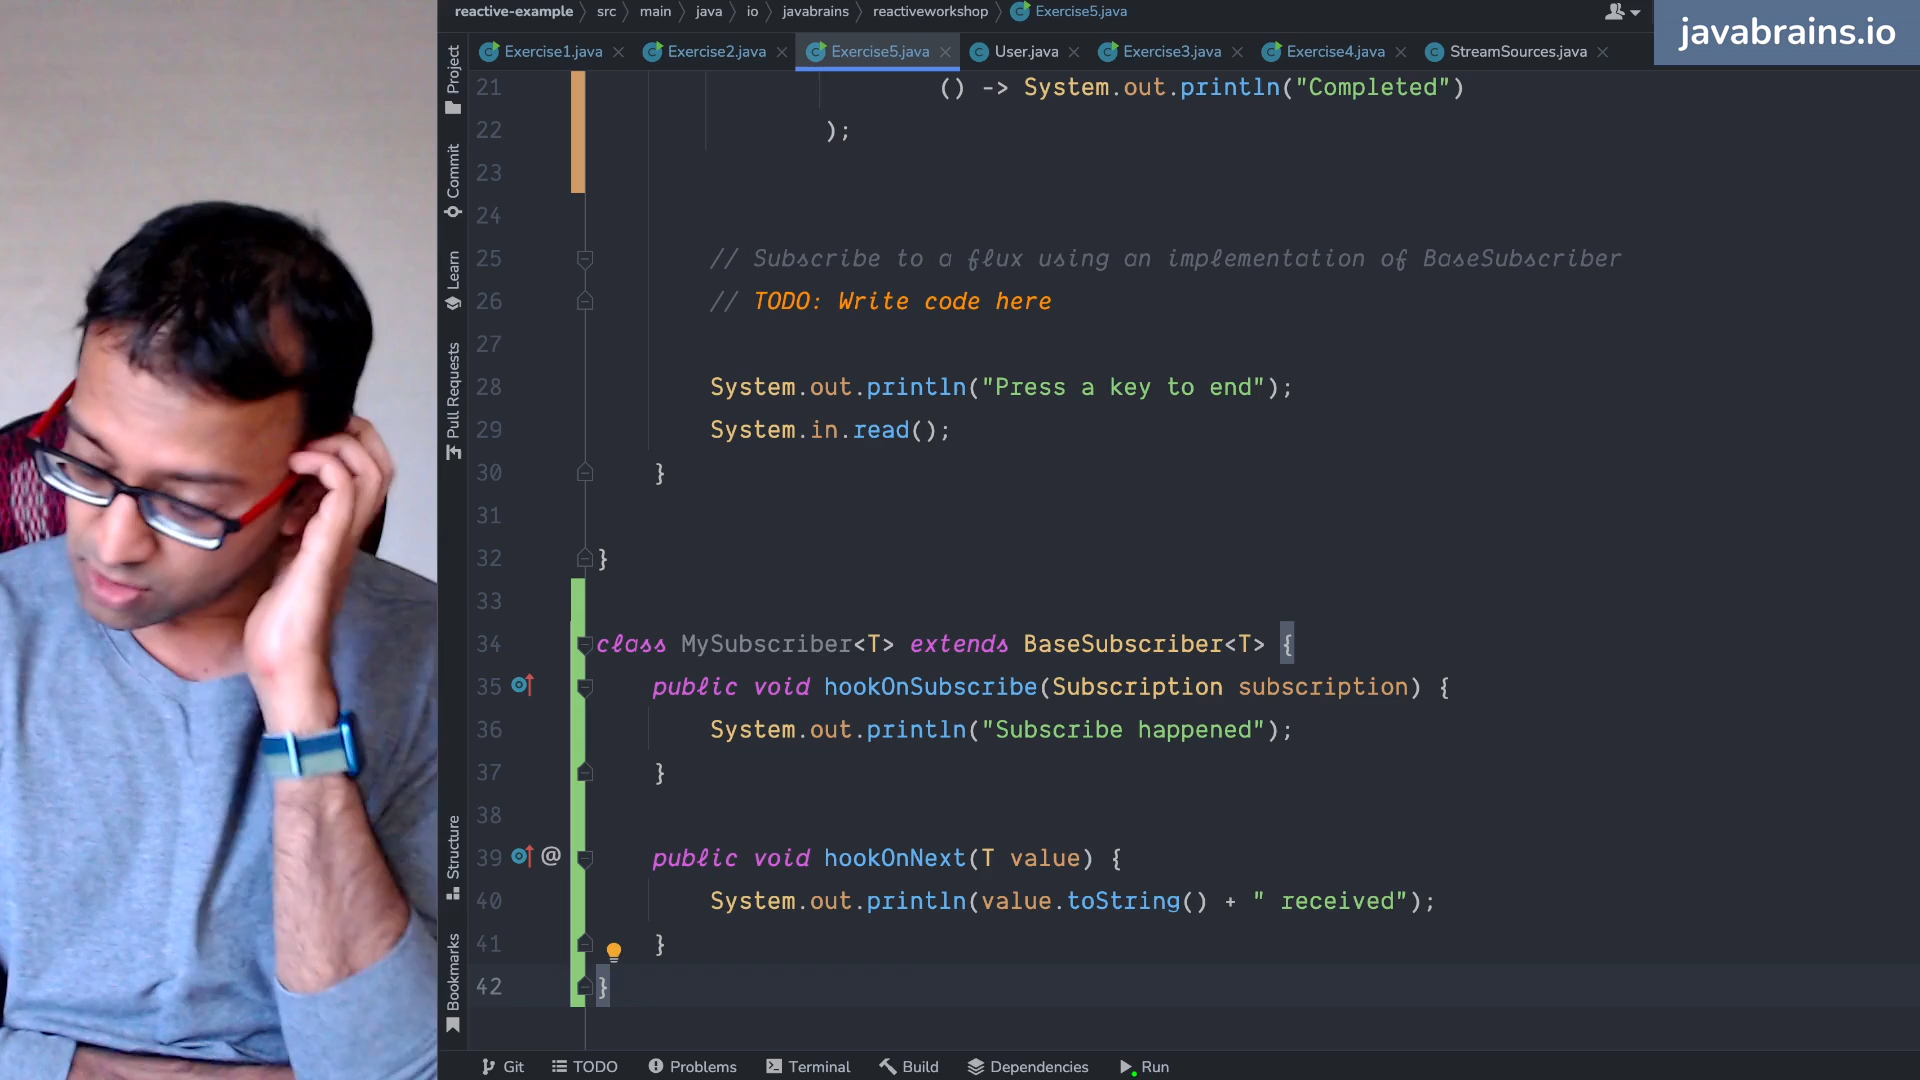 reactive-example src main java io javabrains reactiveworkshop Exercise5.java
javabrains.io
Exercise1.java Exercise2.java Exercise5.java User.java Exercise3.java Exercise4.java StreamSources.java
Project
Commit
Learn
Pull Requests
Structure
Bookmarks
21 () -> System.out.println("Completed")
22 );
23
24
25 // Subscribe to a flux using an implementation of BaseSubscriber
26 // TODO: Write code here
27
28 System.out.println("Press a key to end");
29 System.in.read();
30 }
31
32 }
33
34 class MySubscriber<T> extends BaseSubscriber<T> {
35 public void hookOnSubscribe(Subscription subscription) {
36 System.out.println("Subscribe happened");
37 }
38
39 @ public void hookOnNext(T value) {
40 System.out.println(value.toString() + " received");
41 }
42 }
Git TODO Problems Terminal Build Dependencies Run